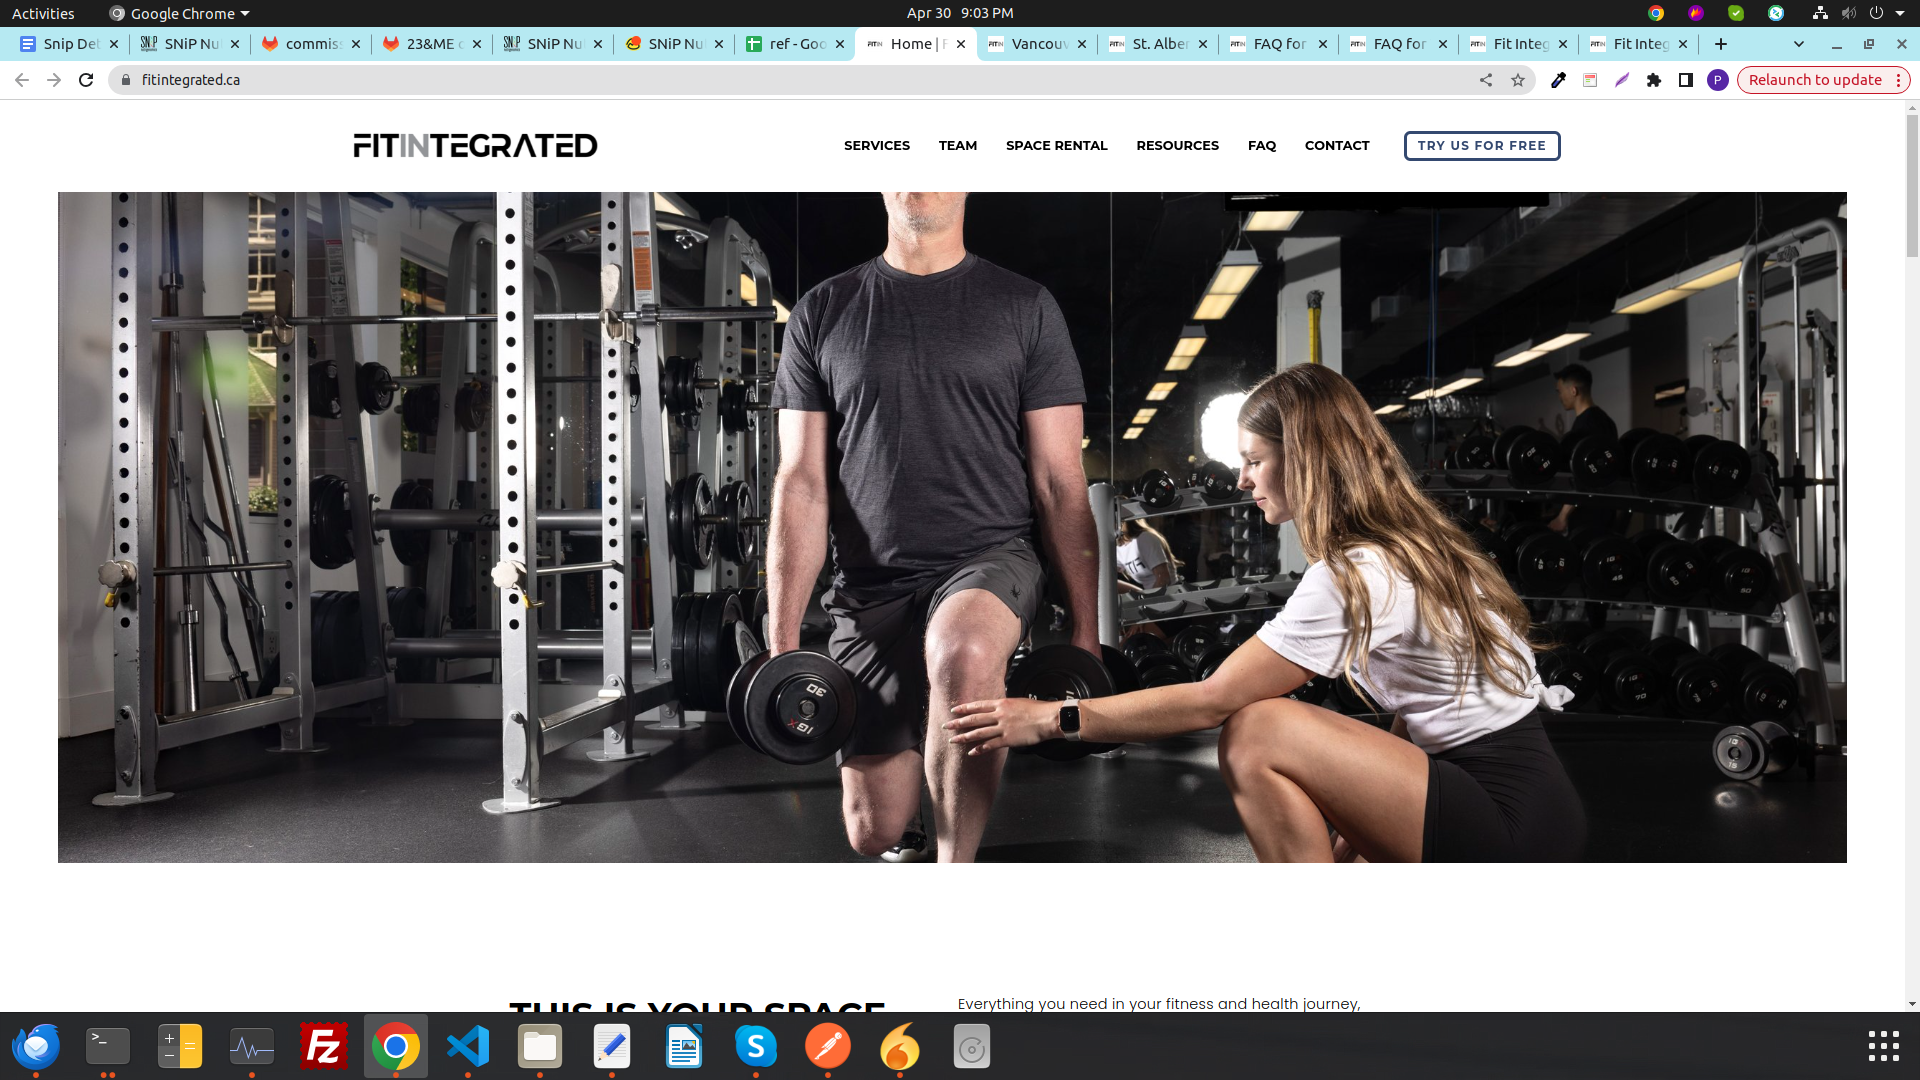 Activities
Google Chrome
Apr 30 9:03 PM
Snip De
SNiP Nu
commis
23&ME
SNiP Nu
SNiP Nu
ref - Goo
Home | F
Vancouv
St. Alber
FAQ for
FAQ for
Fit Integ
Fit Integ
fitintegrated.ca
P
Relaunch to update
FITINTEGRATED
SERVICES
TEAM
SPACE RENTAL
RESOURCES
FAQ
CONTACT
TRY US FOR FREE
30
THIS IS YOUR SPACE
Everything you need in your fitness and health journey,